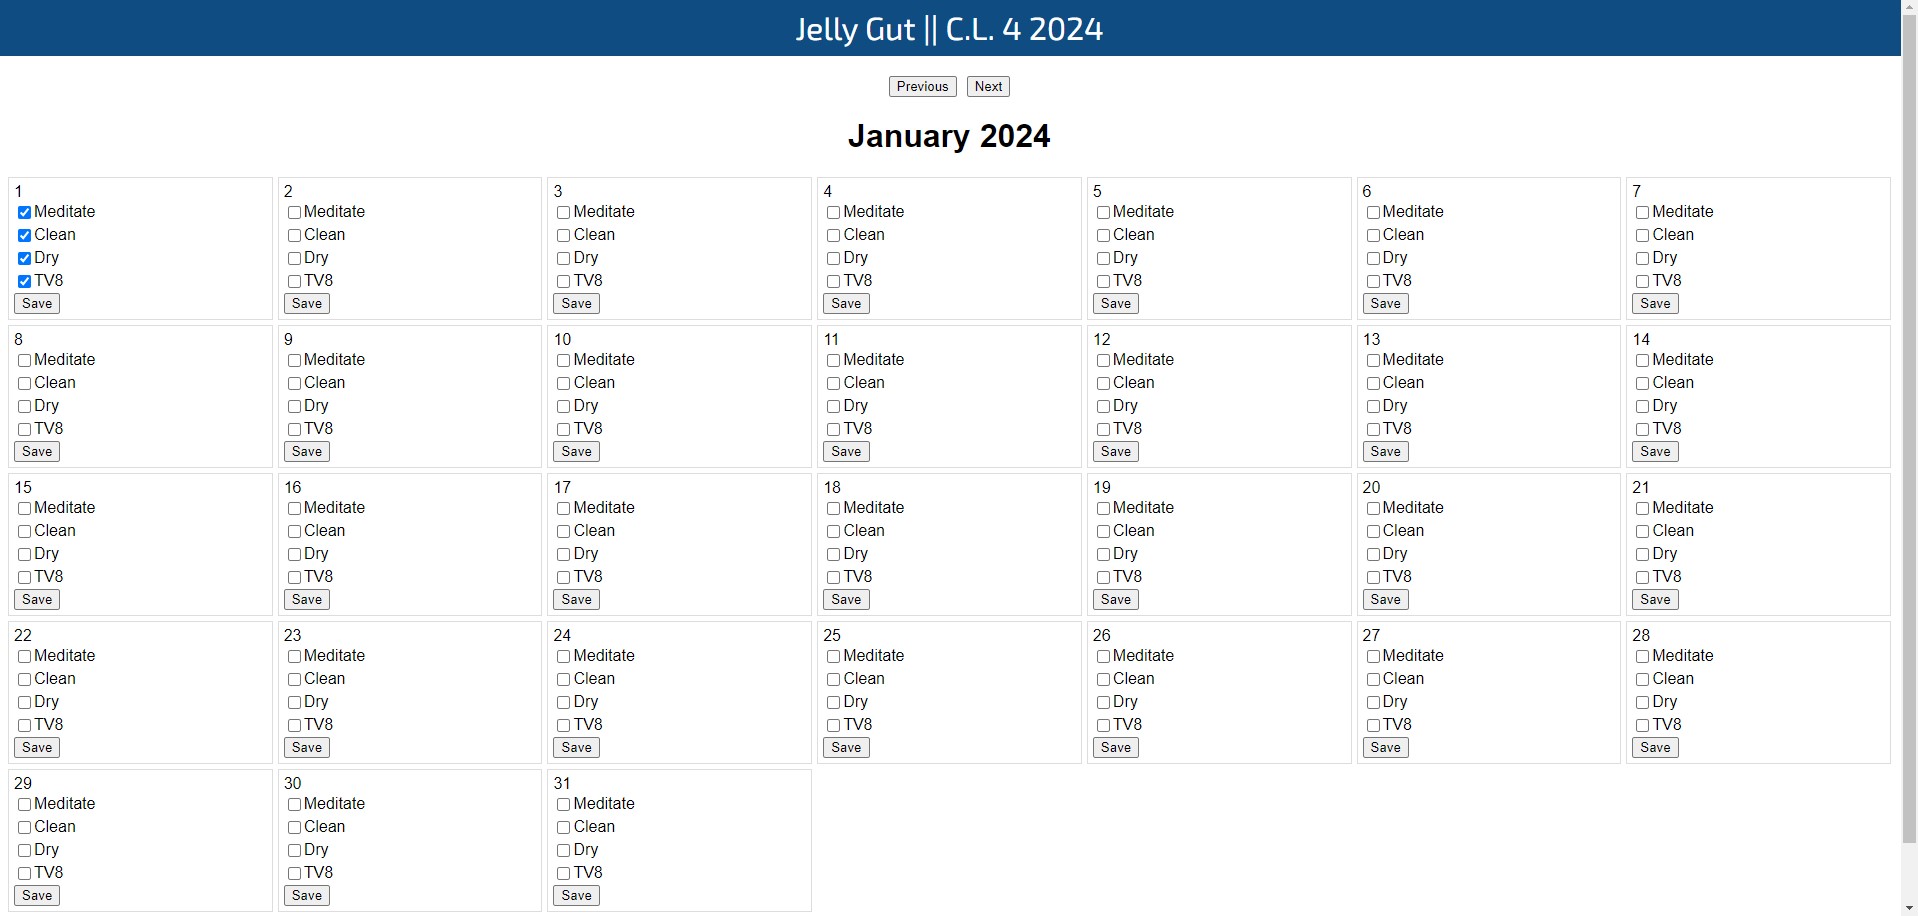 Jelly Gut || C.L. 4 2024
Previous Next
January 2024
1 2 3 4 5 6 7
Meditate Meditate Meditate Meditate Meditate Meditate Meditate
Clean Clean Clean Clean Clean Clean Clean
Dry Dry Dry Dry Dry Dry Dry
TV8 TV8 TV8 TV8 TV8 TV8 TV8
Save Save Save Save Save Save Save
8 9 10 11 12 13 14
Meditate Meditate Meditate Meditate Meditate Meditate Meditate
Clean Clean Clean Clean Clean Clean Clean
Dry Dry Dry Dry Dry Dry Dry
TV8 TV8 TV8 TV8 TV8 TV8 TV8
Save Save Save Save Save Save Save
15 16 17 18 19 20 21
Meditate Meditate Meditate Meditate Meditate Meditate Meditate
Clean Clean Clean Clean Clean Clean Clean
Dry Dry Dry Dry Dry Dry Dry
TV8 TV8 TV8 TV8 TV8 TV8 TV8
Save Save Save Save Save Save Save
22 23 24 25 26 27 28
Meditate Meditate Meditate Meditate Meditate Meditate Meditate
Clean Clean Clean Clean Clean Clean Clean
Dry Dry Dry Dry Dry Dry Dry
TV8 TV8 TV8 TV8 TV8 TV8 TV8
Save Save Save Save Save Save Save
29 30 31
Meditate Meditate Meditate
Clean Clean Clean
Dry Dry Dry
TV8 TV8 TV8
Save Save Save